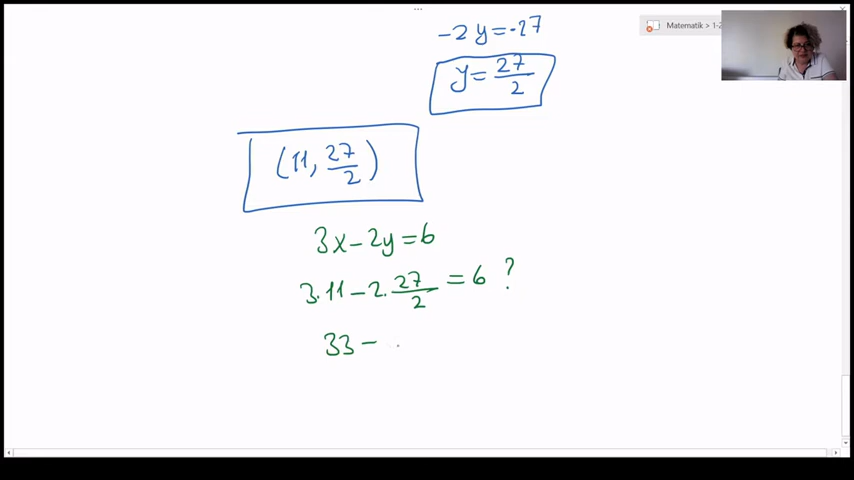 -2y=-27
Matematik > 1-2
y=27/2
(11, 27/2)
3x-2y=6
3.11-2.27/2=6 ?
33-